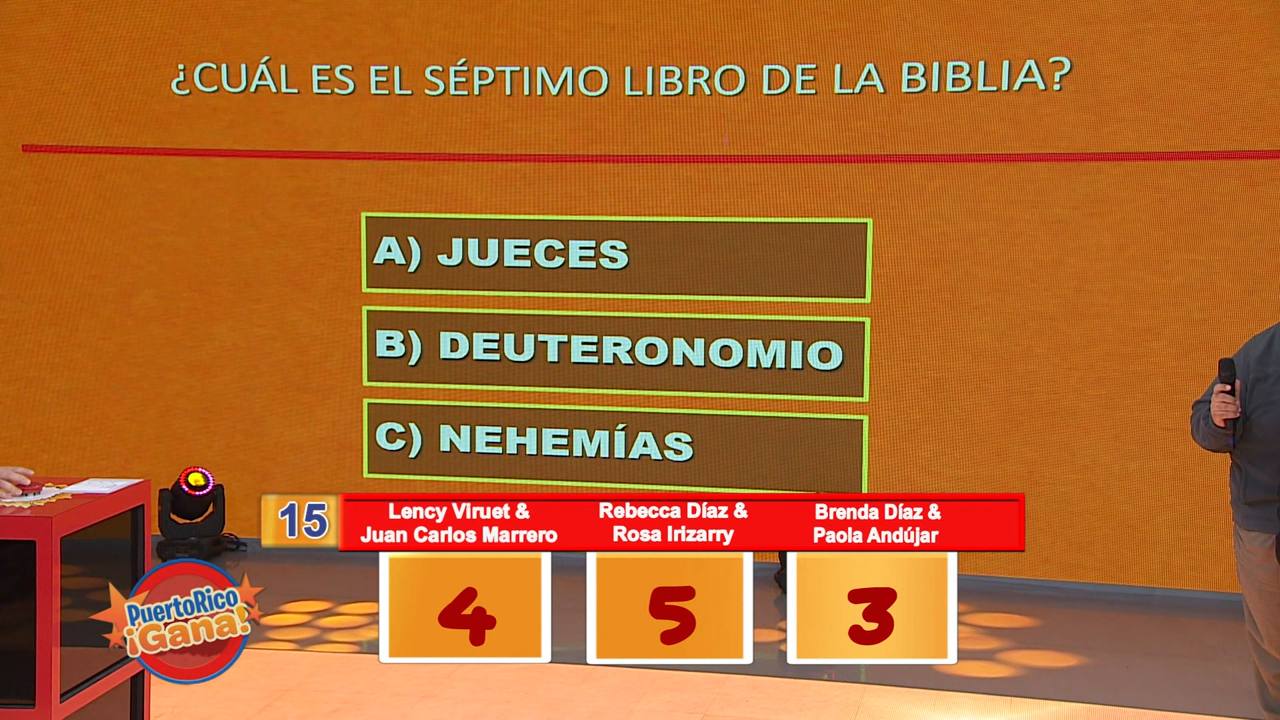 ¿CUÁL ES EL SÉPTIMO LIBRO DE LA BIBLIA?
A) JUECES
B) DEUTERONOMIO
C) NEHEMÍAS
15
Lency Viruet &
Juan Carlos Marrero
Rebecca Díaz &
Rosa Irizarry
Brenda Díaz &
Paola Andújar
4
5
3
PuertoRico
¡Gana!